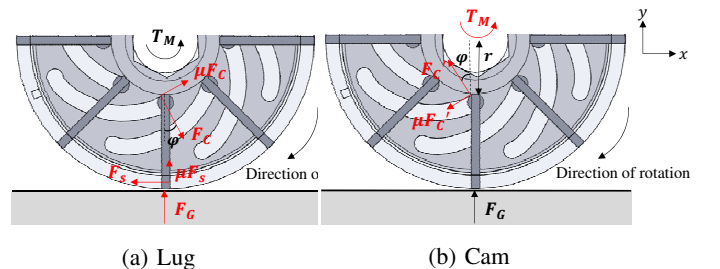 T_M
μF_C
F_C
φ
F_s
μF_s
Direction o
F_G
(a) Lug
T_M
φ
r
F_C
μF_C'
Direction of rotation
F_G
(b) Cam
y
x